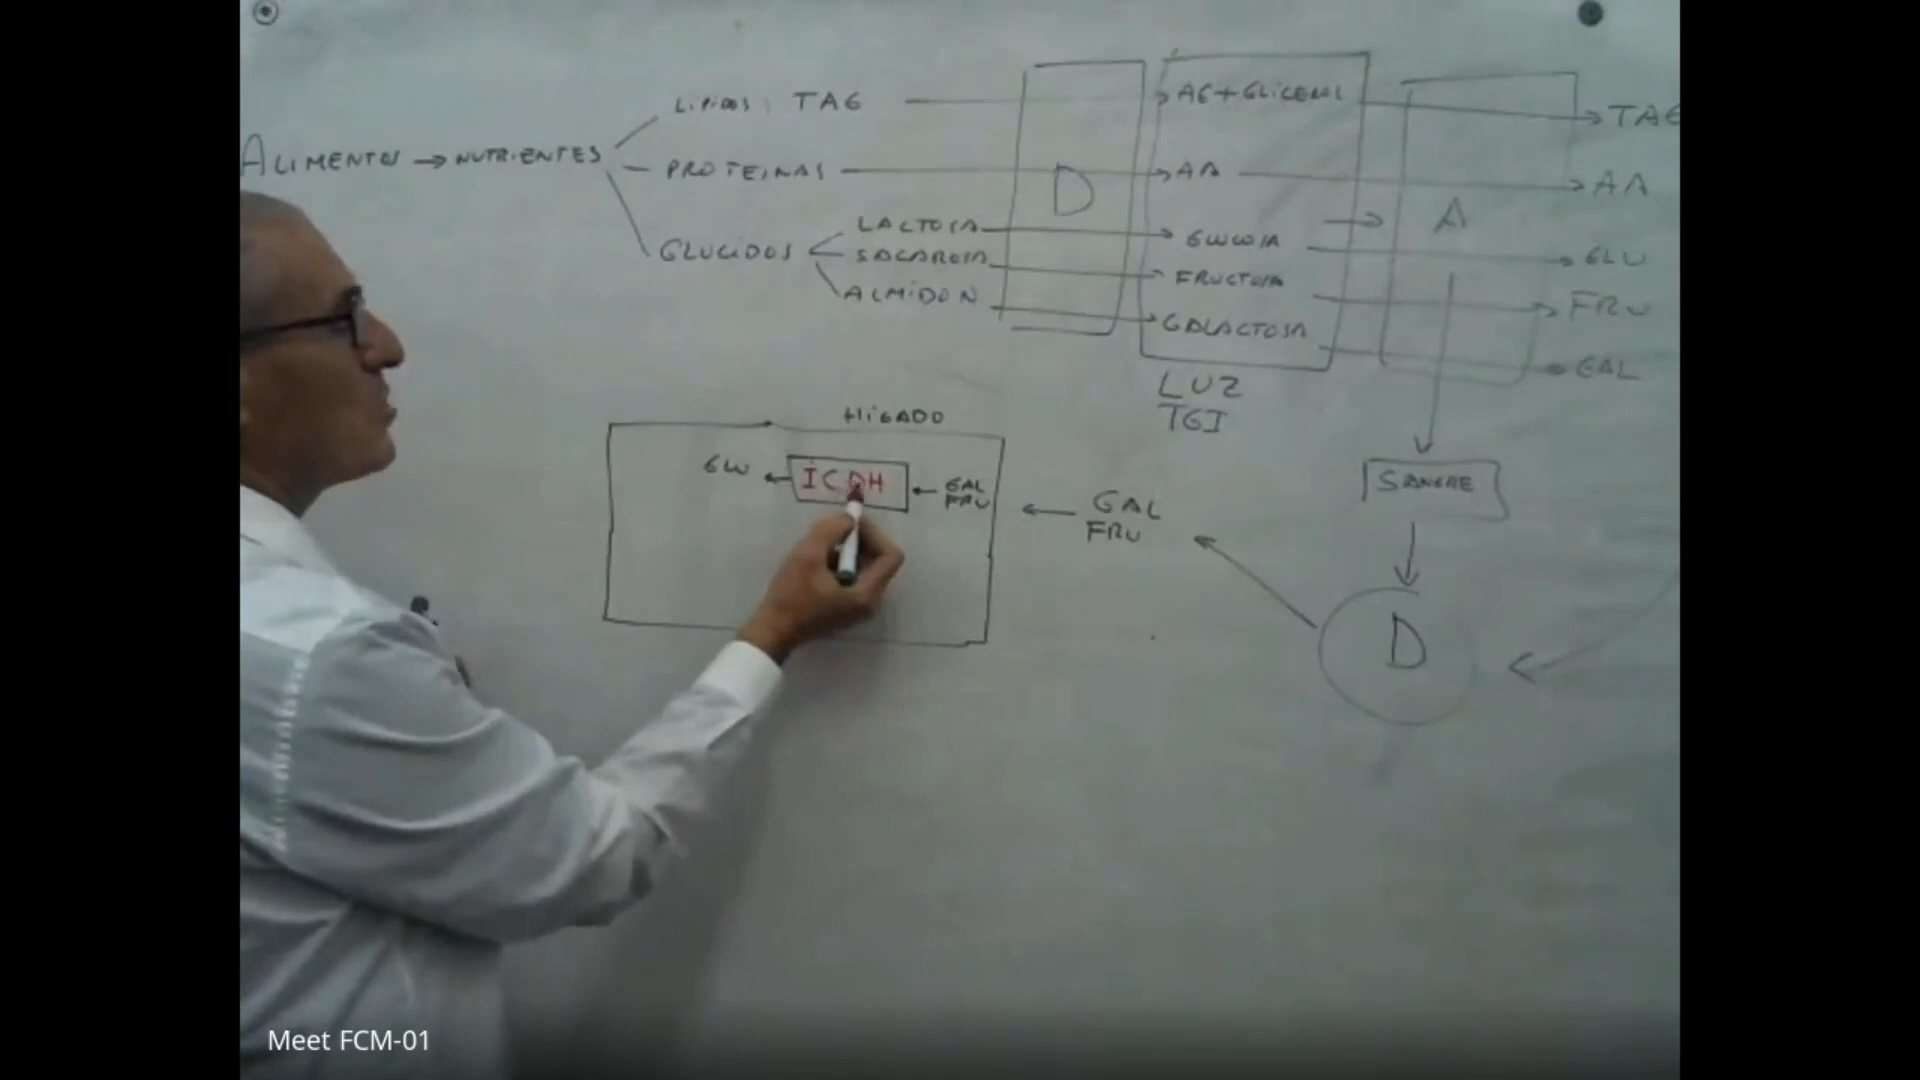 LIPIDOS: TAG
AG+GLICEROL
TAG
ALIMENTOS → NUTRIENTES
PROTEINAS
AA
AA
D
A
GLUCIDOS
LACTOSA
SACAROSA
ALMIDON
GLUCOSA
FRUCTOSA
GALACTOSA
GLU
FRU
GAL
LUZ
TGI
HIGADO
GLU
ICDH
GAL
FRU
GAL
FRU
SANGRE
D
Meet FCM-01